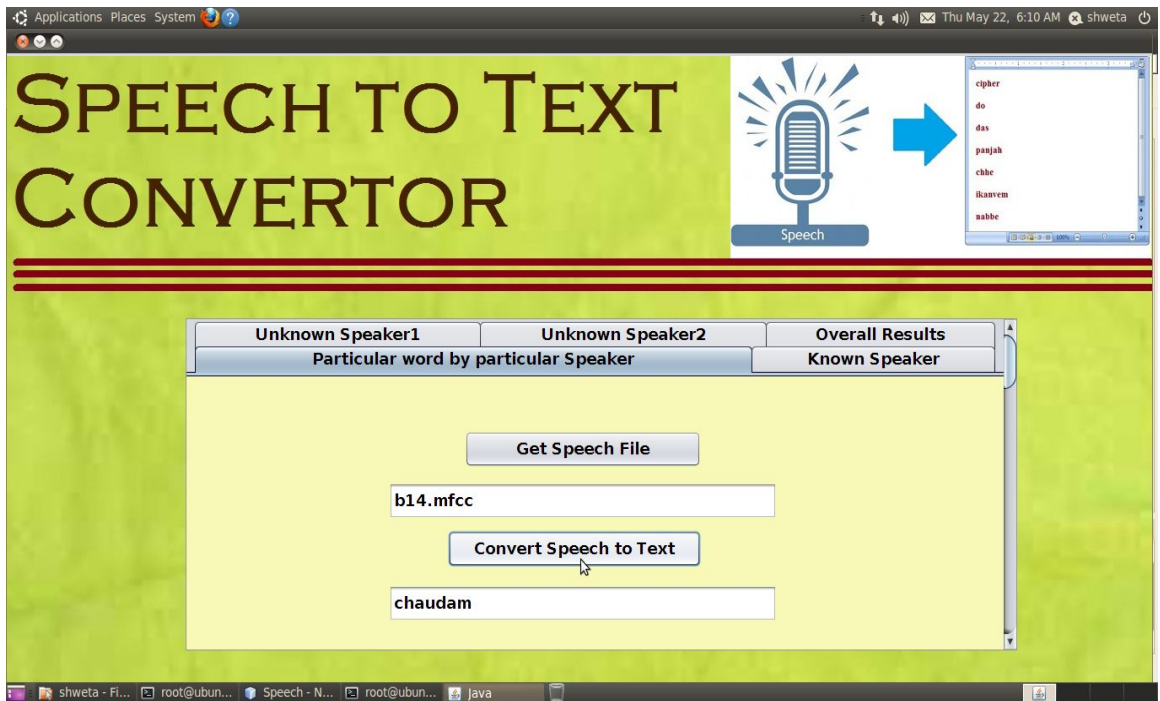 Applications Places System
Thu May 22, 6:10 AM shweta
SPEECH TO TEXT
CONVERTOR
Speech
cipher
do
das
panjah
chhe
ikanvem
nabbe
100%
Unknown Speaker1 Unknown Speaker2 Overall Results
Particular word by particular Speaker Known Speaker
Get Speech File
b14.mfcc
Convert Speech to Text
chaudam
shweta - Fi... root@ubun... Speech - N... root@ubun... Java